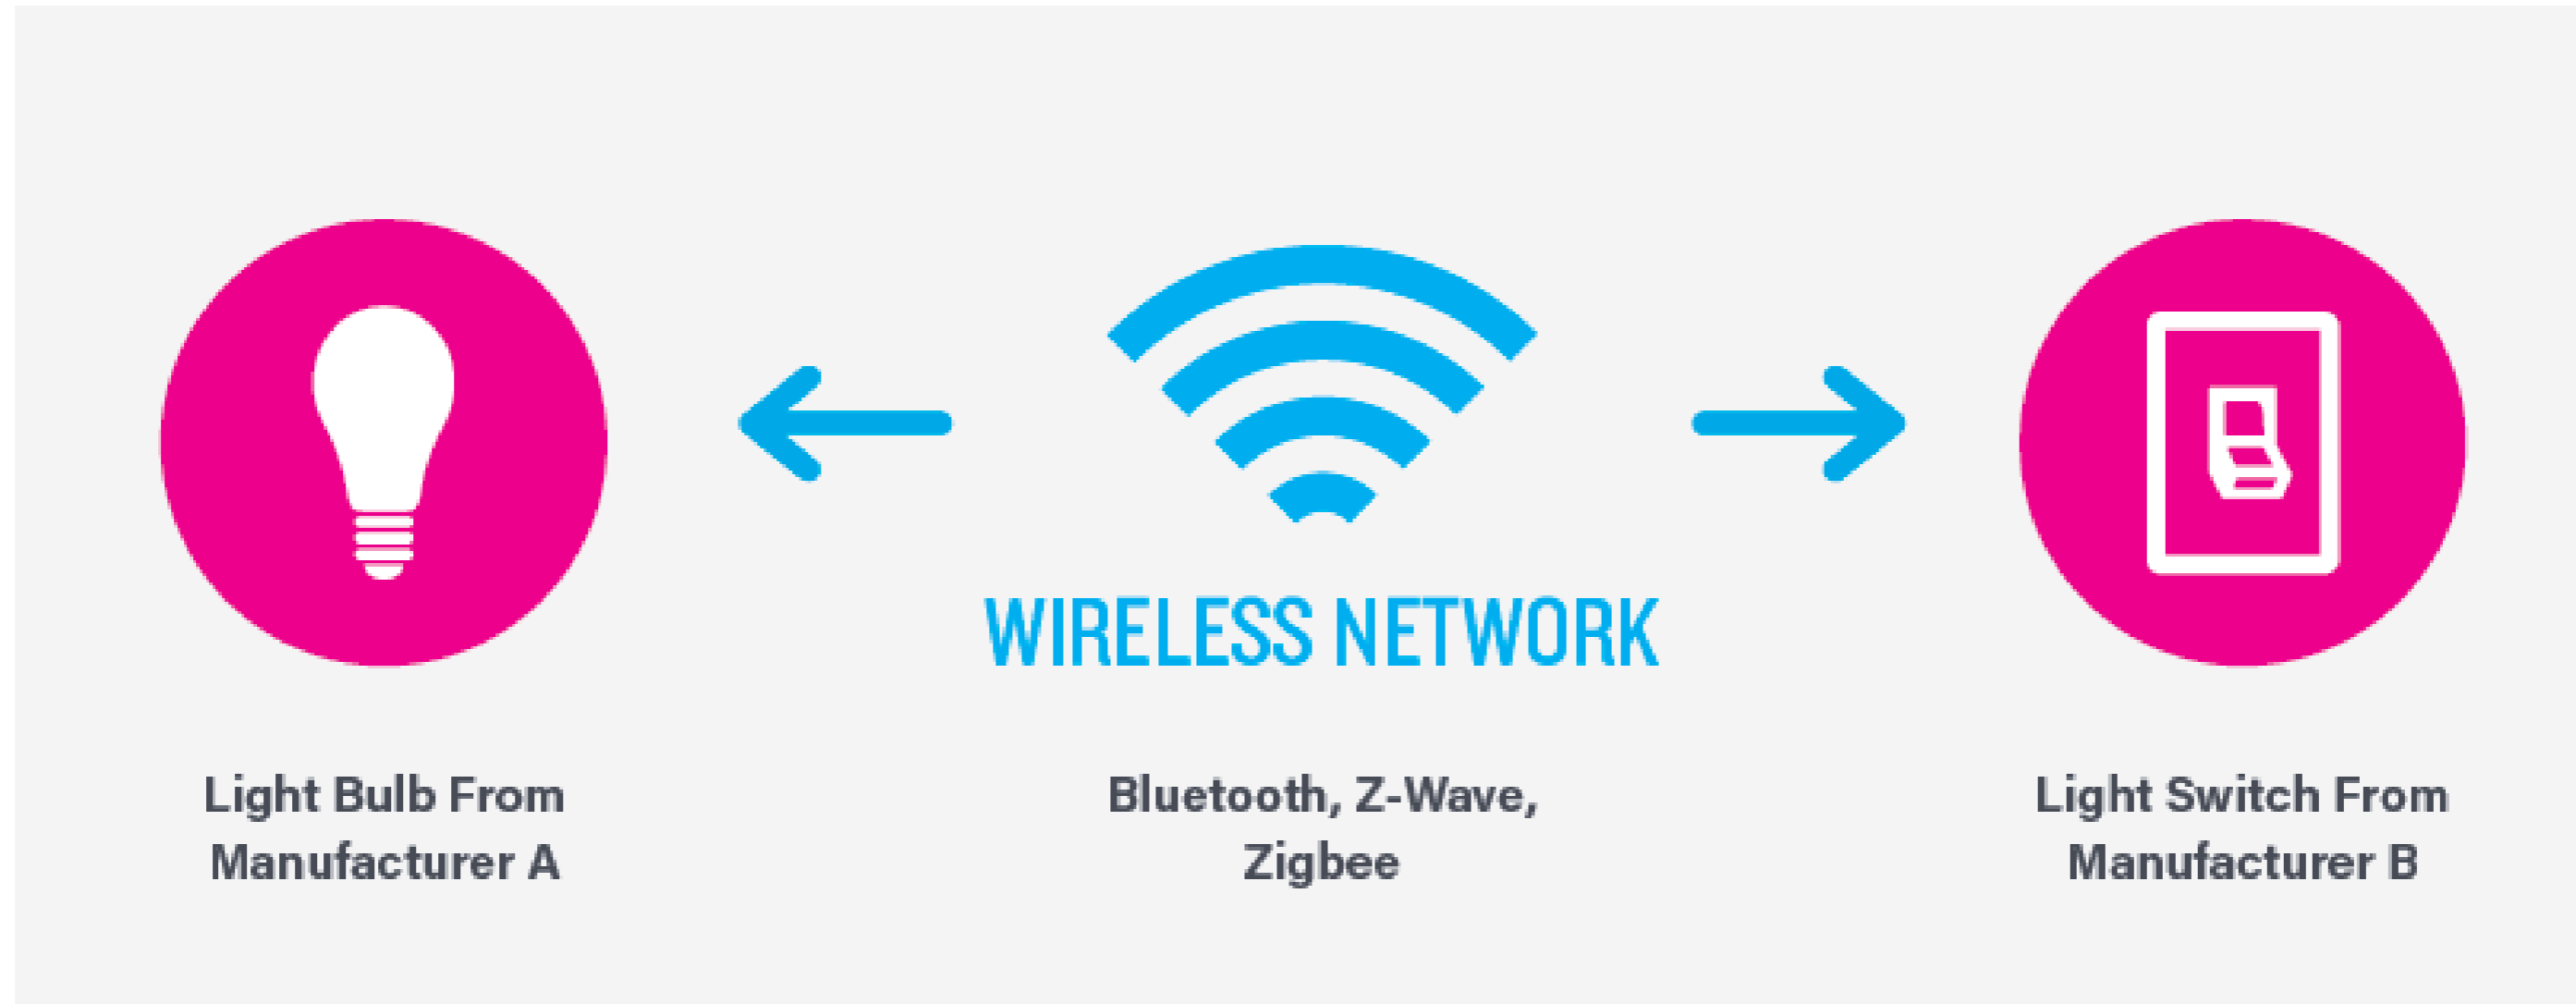 WIRELESS NETWORK
Light Bulb From
Manufacturer A
Bluetooth, Z-Wave,
Zigbee
Light Switch From
Manufacturer B